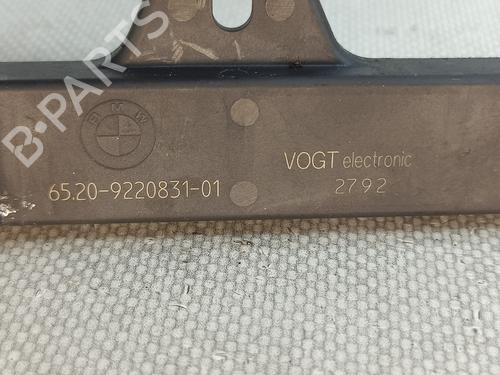 B-PARTS
BMW
65.20-9220831-01
VOGT electronic
2792